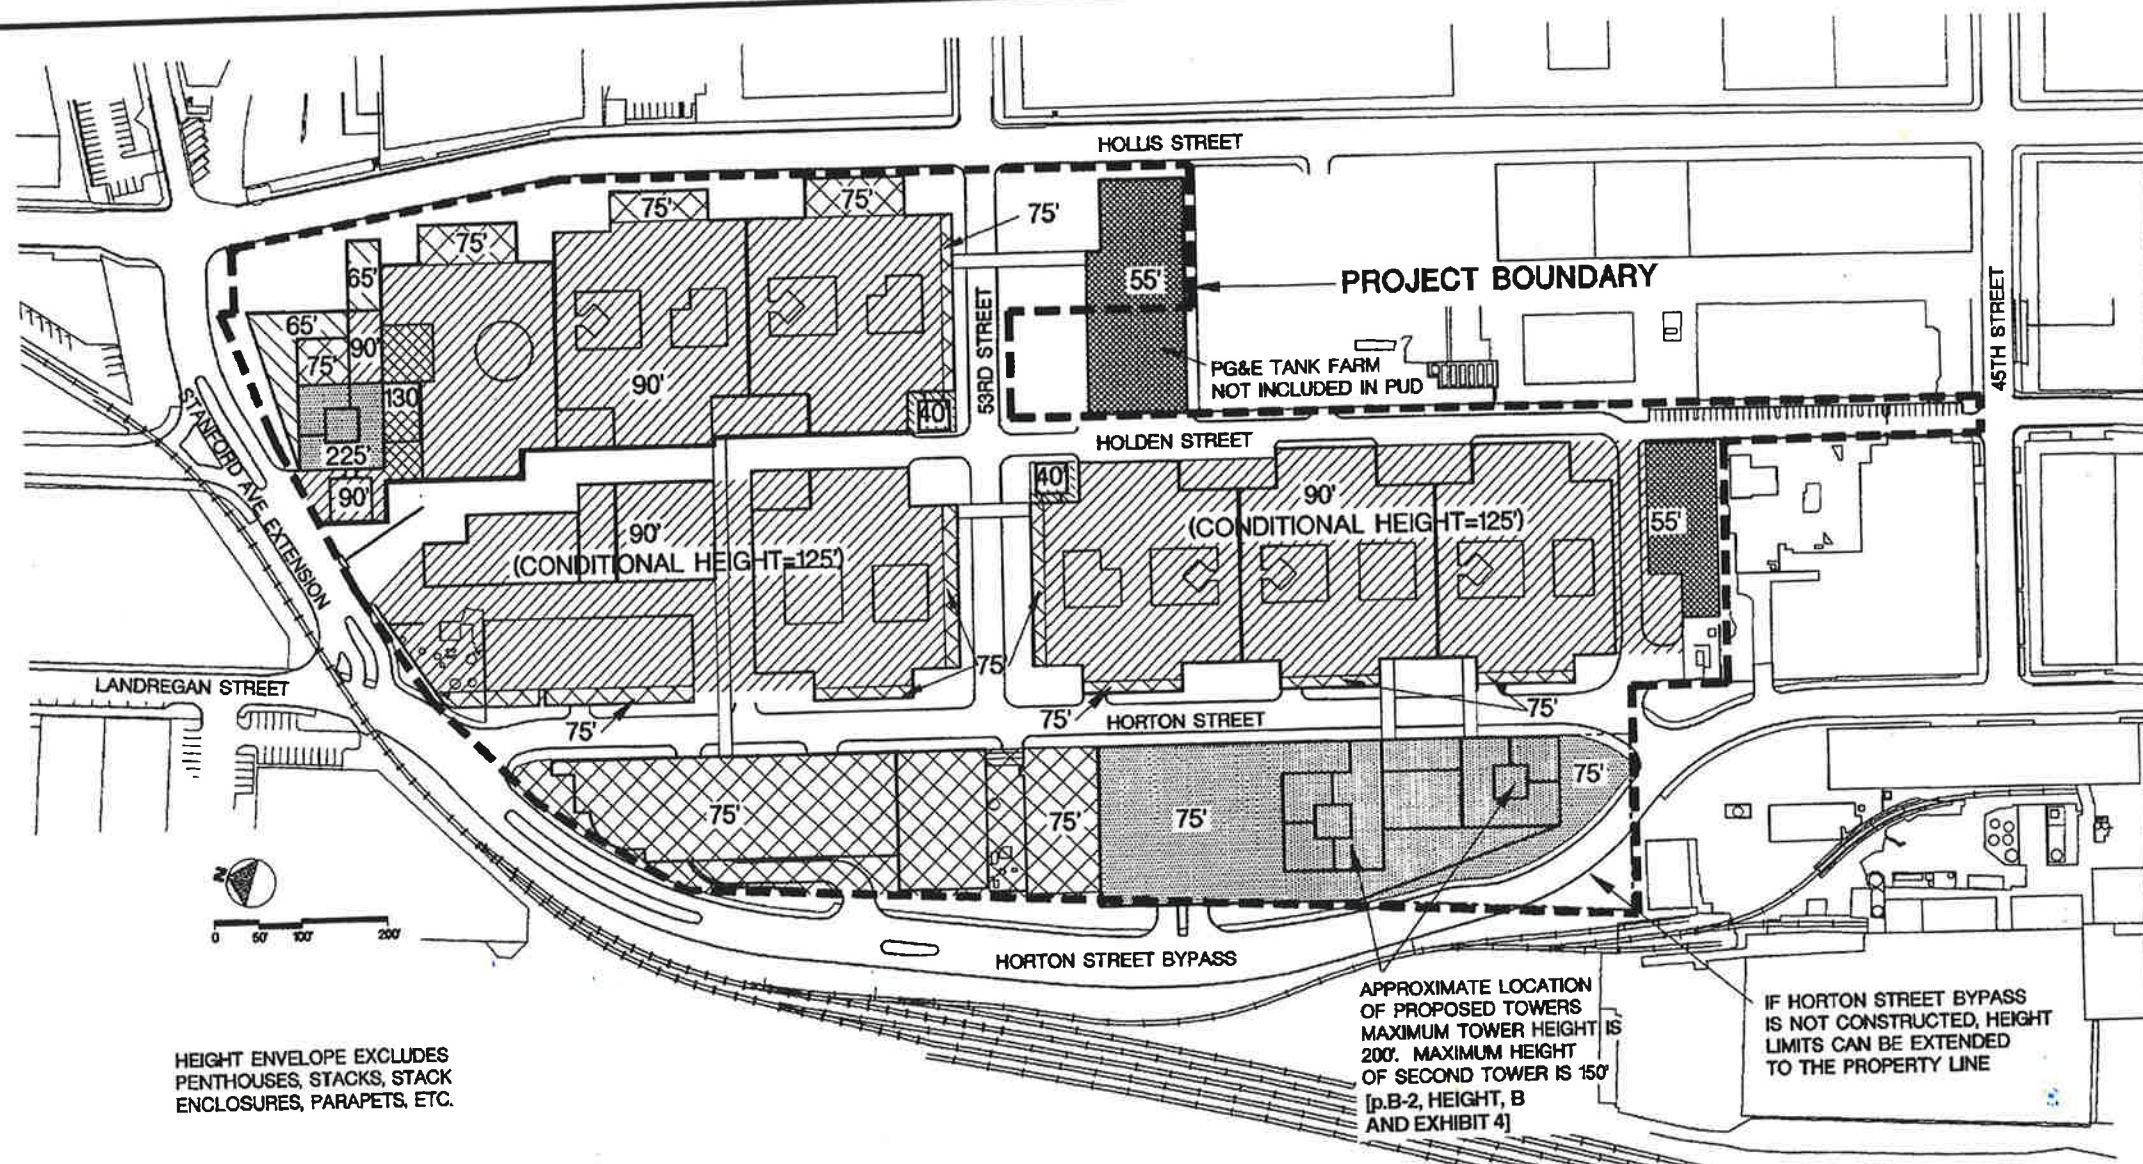 HOLLIS STREET
75'
75'
75'
75'
65'
55'
PROJECT BOUNDARY
65'
90'
75'
90'
53RD STREET
45TH STREET
PG&E TANK FARM
NOT INCLUDED IN PUD
130
40'
STANFORD AVE EXTENSION
HOLDEN STREET
225'
90'
40'
90'
(CONDITIONAL HEIGHT=125')
55'
90'
(CONDITIONAL HEIGHT=125')
75'
LANDREGAN STREET
75'
75'
HORTON STREET
75'
75'
75'
75'
75'
75'
N
0 50' 100' 200'
HORTON STREET BYPASS
APPROXIMATE LOCATION
OF PROPOSED TOWERS
MAXIMUM TOWER HEIGHT IS
200'. MAXIMUM HEIGHT
OF SECOND TOWER IS 150'
[p.B-2, HEIGHT, B
AND EXHIBIT 4]
IF HORTON STREET BYPASS
IS NOT CONSTRUCTED, HEIGHT
LIMITS CAN BE EXTENDED
TO THE PROPERTY LINE
HEIGHT ENVELOPE EXCLUDES
PENTHOUSES, STACKS, STACK
ENCLOSURES, PARAPETS, ETC.